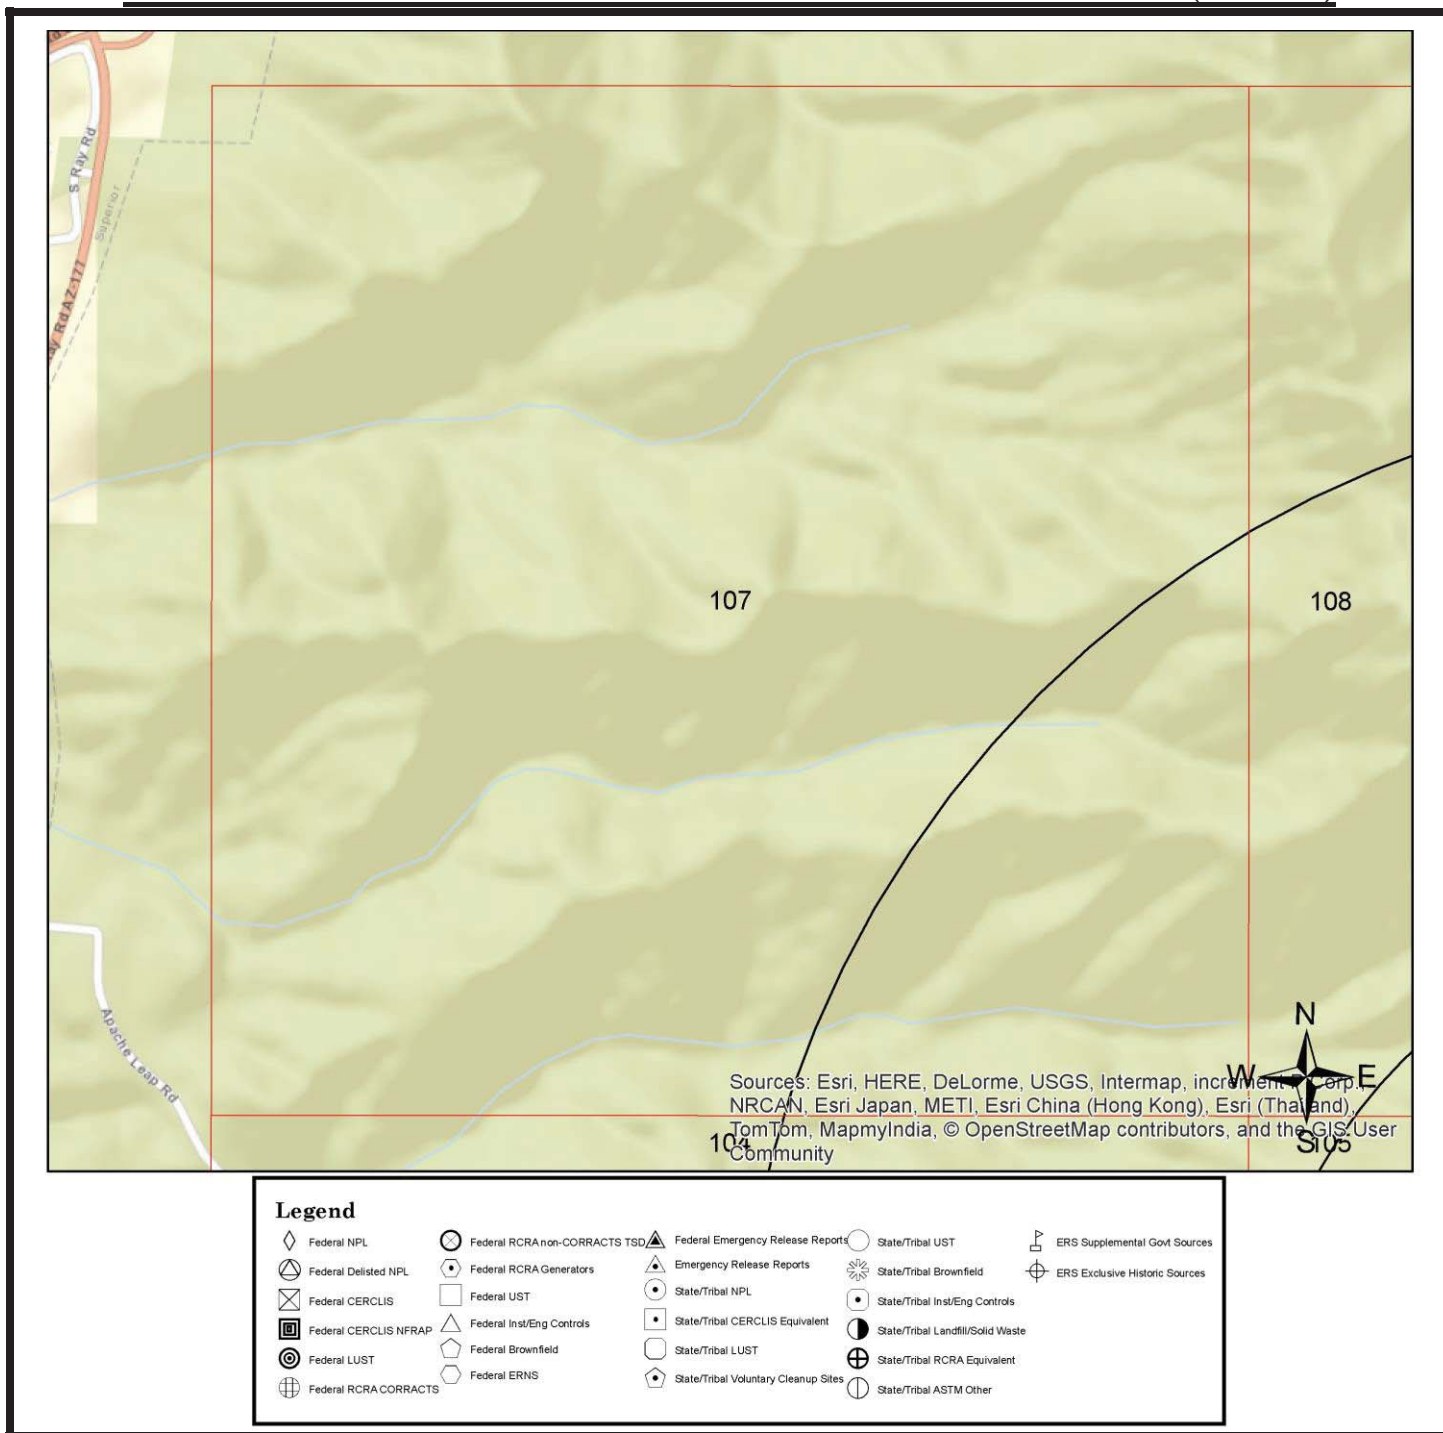 S Ray Rd
Superior
Ray Rd AZ-177
107
108
Apache Leap Rd
N
W E
S
Sources: Esri, HERE, DeLorme, USGS, Intermap, increment P Corp.,
NRCAN, Esri Japan, METI, Esri China (Hong Kong), Esri (Thailand),
TomTom, MapmyIndia, © OpenStreetMap contributors, and the GIS User
Community
104
105
Legend
Federal NPL
Federal Delisted NPL
Federal CERCLIS
Federal CERCLIS NFRAP
Federal LUST
Federal RCRA CORRACTS
Federal RCRA non-CORRACTS TSD
Federal RCRA Generators
Federal UST
Federal Inst/Eng Controls
Federal Brownfield
Federal ERNS
Federal Emergency Release Reports
Emergency Release Reports
State/Tribal NPL
State/Tribal CERCLIS Equivalent
State/Tribal LUST
State/Tribal Voluntary Cleanup Sites
State/Tribal UST
State/Tribal Brownfield
State/Tribal Inst/Eng Controls
State/Tribal Landfill/Solid Waste
State/Tribal RCRA Equivalent
State/Tribal ASTM Other
ERS Supplemental Govt Sources
ERS Exclusive Historic Sources